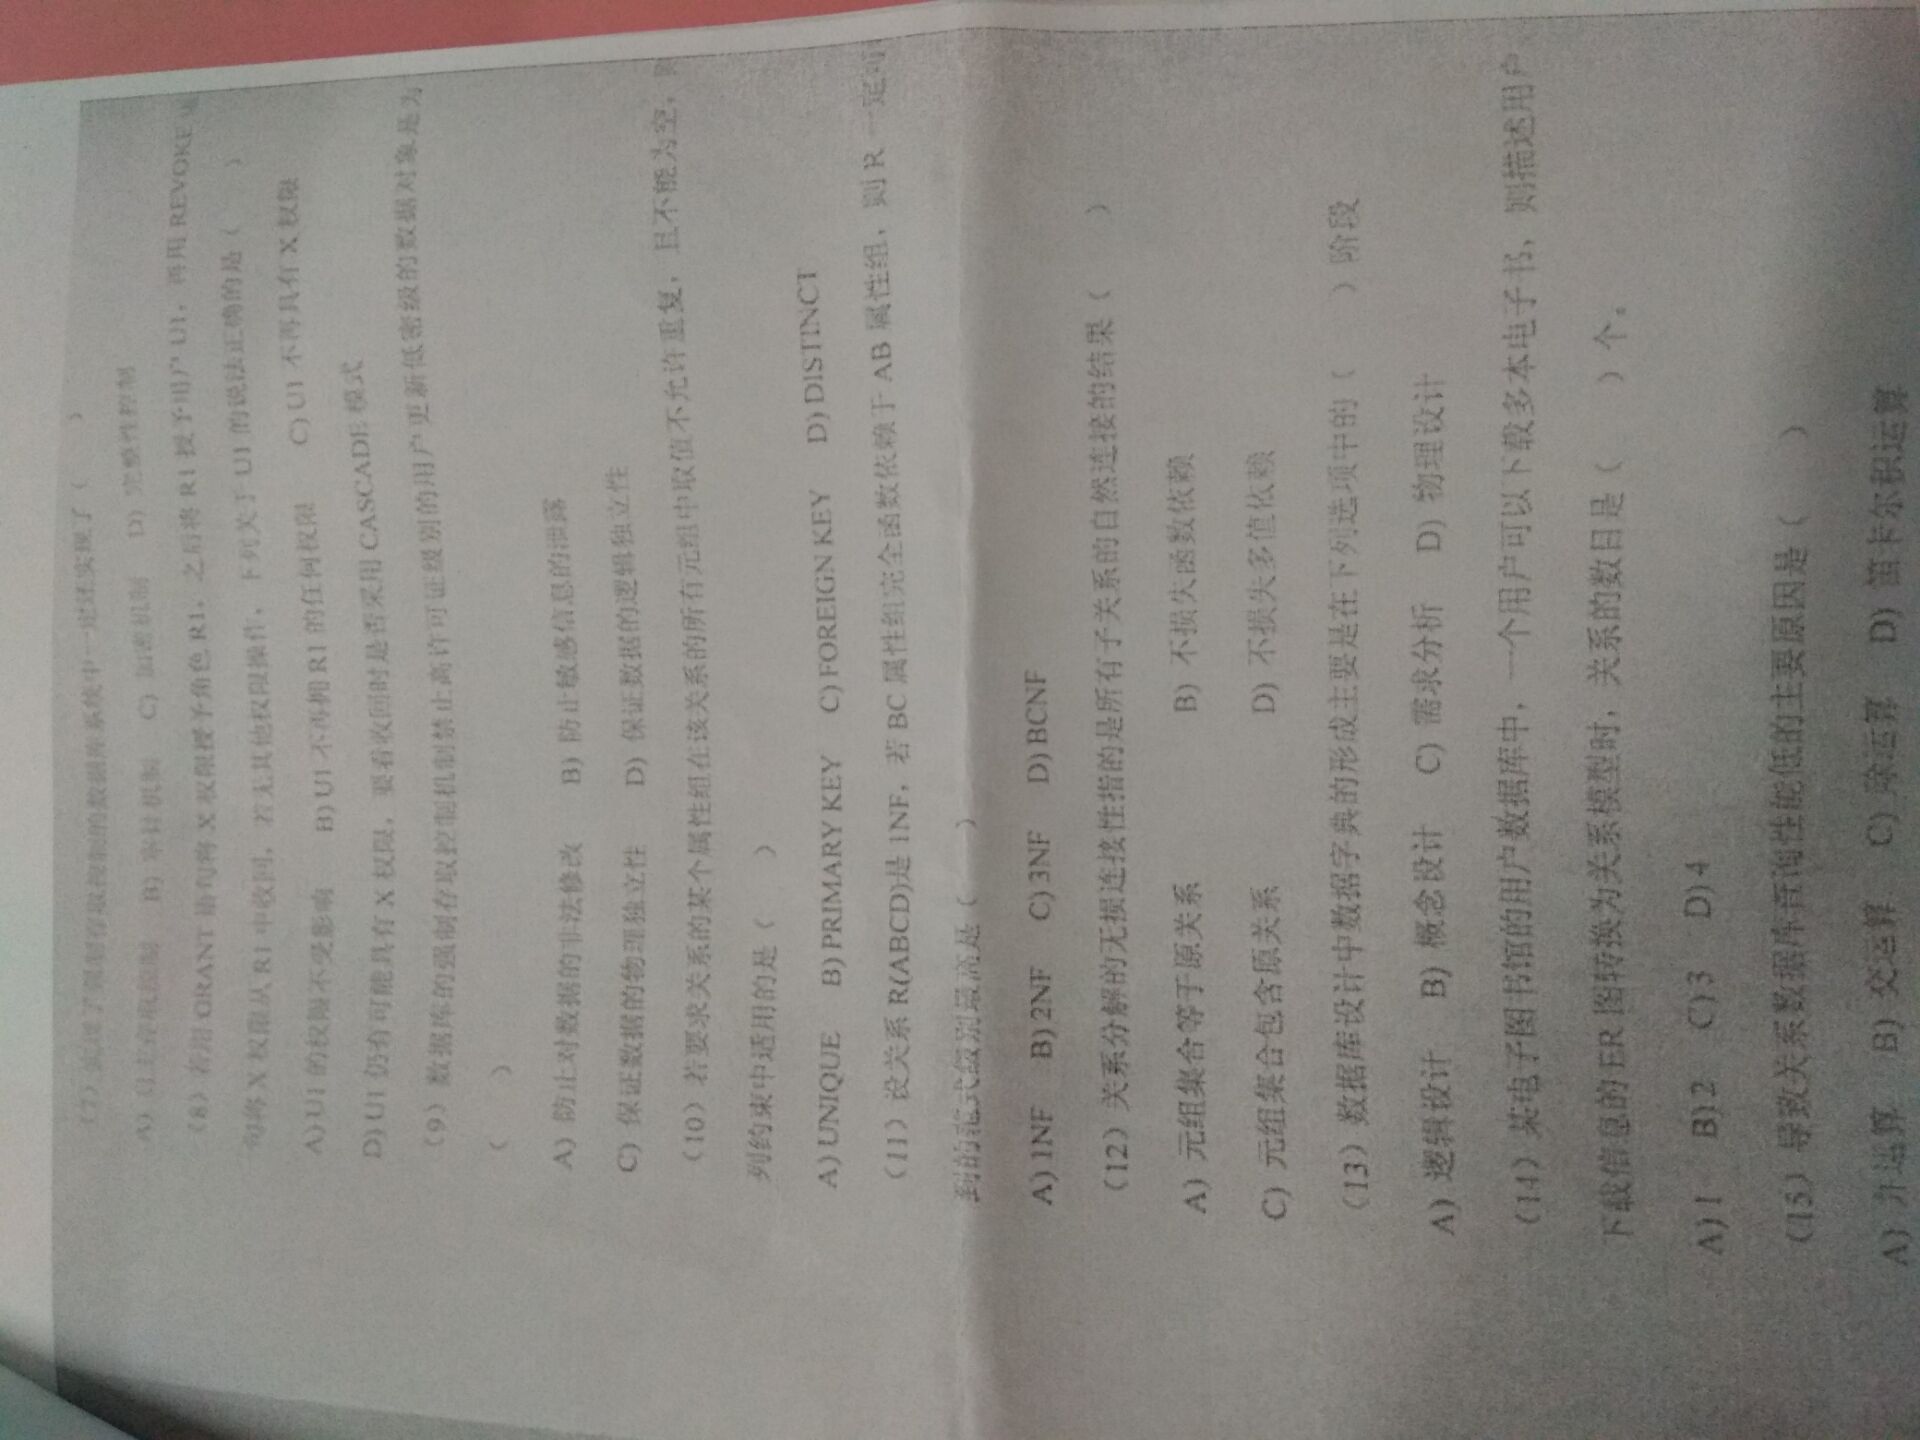 （7）实现了强制存取控制的数据库系统中一定还实现了（　　）
A）自主存取控制　B）审计机制　C）加密机制　D）完整性控制
（8）若用 GRANT 语句将 X 权限授予角色 R1，之后将 R1 授予用户 U1，再用 REVOKE
句将 X 权限从 R1 中收回，若无其他权限操作，下列关于 U1 的说法正确的是（　　）
A) U1 的权限不受影响　B) U1 不再拥 R1 的任何权限　C) U1 不再具有 X 权限
D) U1 仍有可能具有 X 权限，要看收回时是否采用 CASCADE 模式
（9）数据库的强制存取控制机制禁止高许可证级别的用户更新低密级的数据对象是为
（　　）
A）防止对数据的非法修改　B）防止敏感信息的泄露
C）保证数据的物理独立性　D）保证数据的逻辑独立性
（10）若要求关系的某个属性组在该关系的所有元组中取值不允许重复，且不能为空，则
列约束中适用的是（　　）
A) UNIQUE　B) PRIMARY KEY　C) FOREIGN KEY　D) DISTINCT
（11）设关系 R(ABCD)是 1NF，若 BC 属性组完全函数依赖于 AB 属性组，则 R 一定可
到的范式级别最高是（　　）
A) 1NF　B) 2NF　C) 3NF　D) BCNF
（12）关系分解的无损连接性指的是所有子关系的自然连接的结果（　　）
A）元组集合等于原关系　B）不损失函数依赖
C）元组集合包含原关系　D）不损失多值依赖
（13）数据库设计中数据字典的形成主要是在下列选项中的（　　）阶段
A）逻辑设计　B）概念设计　C）需求分析　D）物理设计
（14）某电子图书馆的用户数据库中，一个用户可以下载多本电子书，则描述用户
下载信息的 ER 图转换为关系模型时，关系的数目是（　　）个。
A) 1　B) 2　C) 3　D) 4
（15）导致关系数据库查询性能低的主要原因是（　　）
A）并运算　B）交运算　C）除运算　D）笛卡尔积运算